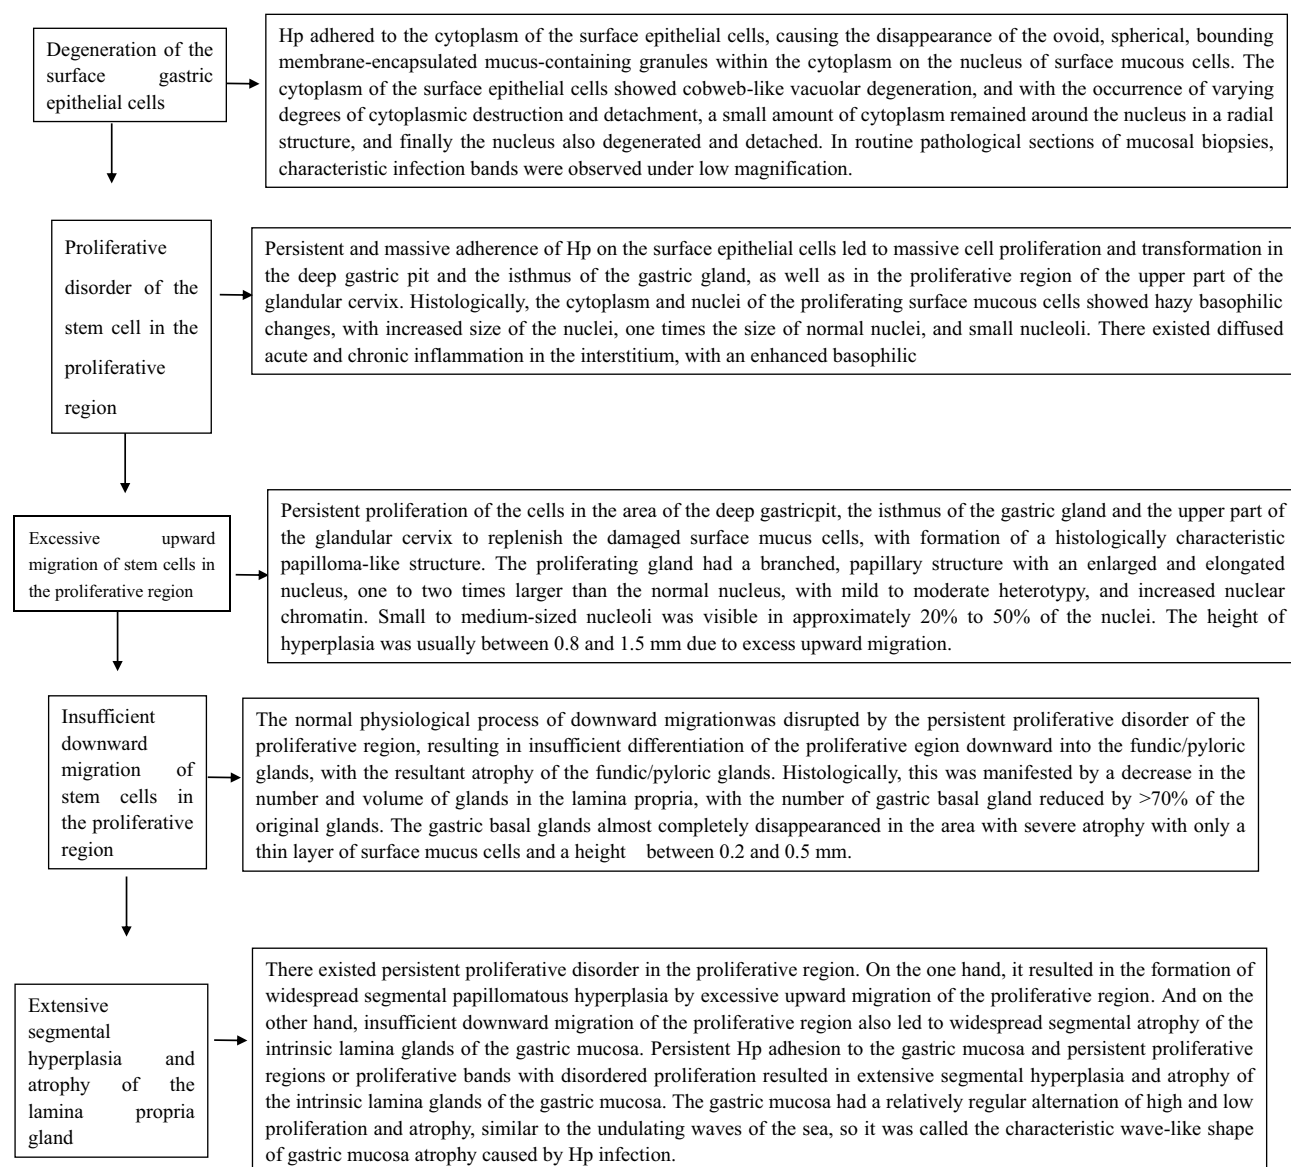 Degeneration of the
surface gastric
epithelial cells
Hp adhered to the cytoplasm of the surface epithelial cells, causing the disappearance of the ovoid, spherical, bounding
membrane-encapsulated mucus-containing granules within the cytoplasm on the nucleus of surface mucous cells. The
cytoplasm of the surface epithelial cells showed cobweb-like vacuolar degeneration, and with the occurrence of varying
degrees of cytoplasmic destruction and detachment, a small amount of cytoplasm remained around the nucleus in a radial
structure, and finally the nucleus also degenerated and detached. In routine pathological sections of mucosal biopsies,
characteristic infection bands were observed under low magnification.
Proliferative
disorder of the
stem cell in the
proliferative
region
Persistent and massive adherence of Hp on the surface epithelial cells led to massive cell proliferation and transformation in
the deep gastric pit and the isthmus of the gastric gland, as well as in the proliferative region of the upper part of the
glandular cervix. Histologically, the cytoplasm and nuclei of the proliferating surface mucous cells showed hazy basophilic
changes, with increased size of the nuclei, one times the size of normal nuclei, and small nucleoli. There existed diffused
acute and chronic inflammation in the interstitium, with an enhanced basophilic
Excessive upward
migration of stem cells in
the proliferative region
Persistent proliferation of the cells in the area of the deep gastricpit, the isthmus of the gastric gland and the upper part of
the glandular cervix to replenish the damaged surface mucus cells, with formation of a histologically characteristic
papilloma-like structure. The proliferating gland had a branched, papillary structure with an enlarged and elongated
nucleus, one to two times larger than the normal nucleus, with mild to moderate heterotypy, and increased nuclear
chromatin. Small to medium-sized nucleoli was visible in approximately 20% to 50% of the nuclei. The height of
hyperplasia was usually between 0.8 and 1.5 mm due to excess upward migration.
Insufficient
downward
migration of
stem cells in
the proliferative
region
The normal physiological process of downward migrationwas disrupted by the persistent proliferative disorder of the
proliferative region, resulting in insufficient differentiation of the proliferative egion downward into the fundic/pyloric
glands, with the resultant atrophy of the fundic/pyloric glands. Histologically, this was manifested by a decrease in the
number and volume of glands in the lamina propria, with the number of gastric basal gland reduced by >70% of the
original glands. The gastric basal glands almost completely disappearanced in the area with severe atrophy with only a
thin layer of surface mucus cells and a height between 0.2 and 0.5 mm.
Extensive
segmental
hyperplasia and
atrophy of the
lamina propria
gland
There existed persistent proliferative disorder in the proliferative region. On the one hand, it resulted in the formation of
widespread segmental papillomatous hyperplasia by excessive upward migration of the proliferative region. And on the
other hand, insufficient downward migration of the proliferative region also led to widespread segmental atrophy of the
intrinsic lamina glands of the gastric mucosa. Persistent Hp adhesion to the gastric mucosa and persistent proliferative
regions or proliferative bands with disordered proliferation resulted in extensive segmental hyperplasia and atrophy of
the intrinsic lamina glands of the gastric mucosa. The gastric mucosa had a relatively regular alternation of high and low
proliferation and atrophy, similar to the undulating waves of the sea, so it was called the characteristic wave-like shape
of gastric mucosa atrophy caused by Hp infection.